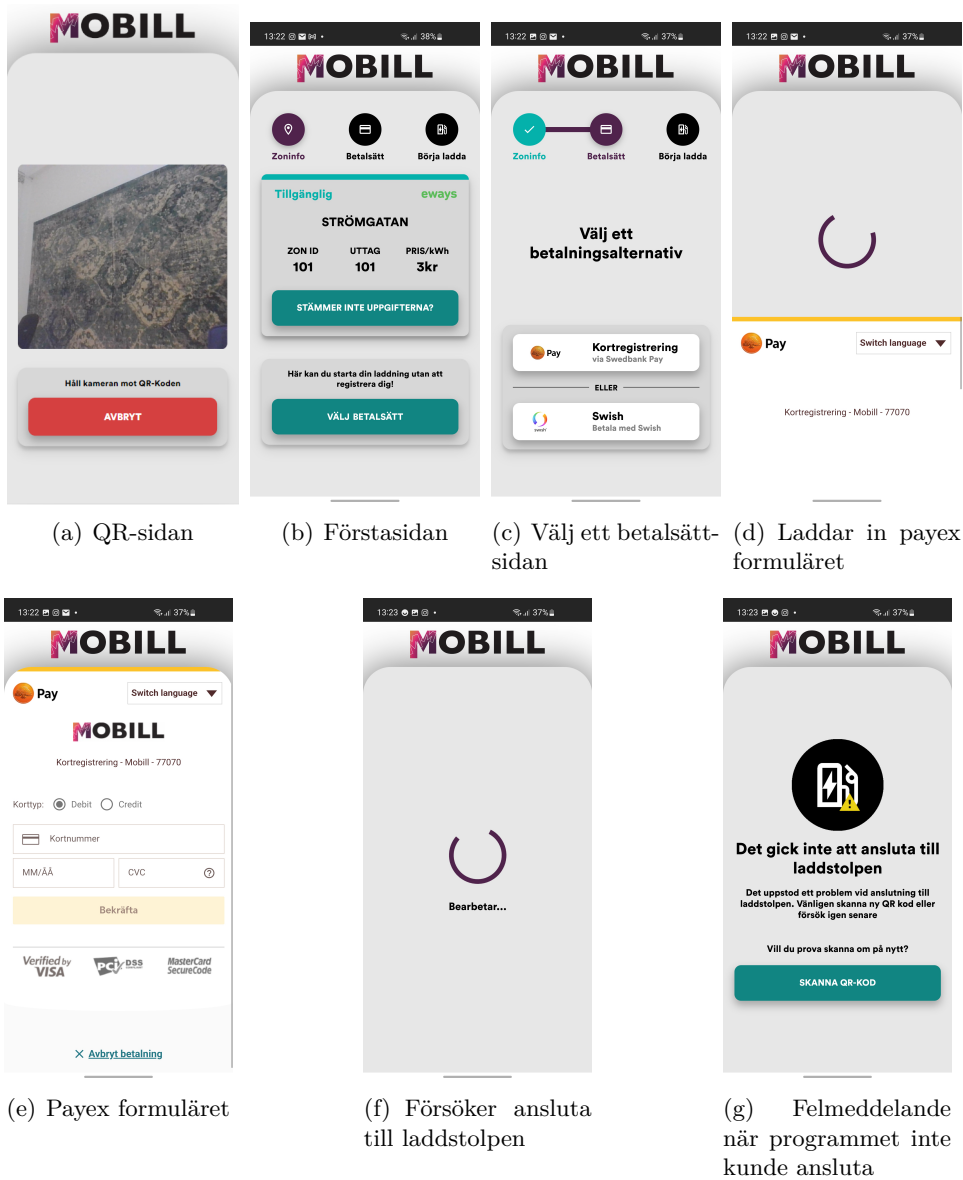 MOBILL
Håll kameran mot QR-Koden
AVBRYT
(a) QR-sidan
13:22 38%
MOBILL
Zoninfo Betalsätt Börja ladda
Tillgänglig eways
STRÖMGATAN
ZON ID UTTAG PRIS/kWh
101 101 3kr
STÄMMER INTE UPPGIFTERNA?
Här kan du starta din laddning utan att
registrera dig!
VÄLJ BETALSÄTT
(b) Förstasidan
13:22 37%
MOBILL
Zoninfo Betalsätt Börja ladda
Välj ett
betalningsalternativ
Pay Kortregistrering
via Swedbank Pay
ELLER
swish Swish
Betala med Swish
(c) Välj ett betalsätt-
sidan
13:22 37%
MOBILL
Pay Switch language
Kortregistrering - Mobill - 77070
(d) Laddar in payex
formuläret
13:22 37%
MOBILL
Pay Switch language
MOBILL
Kortregistrering - Mobill - 77070
Korttyp: Debit Credit
Kortnummer
MM/ÅÅ CVC
Bekräfta
Verified by
VISA
PCI DSS
MasterCard
SecureCode
Avbryt betalning
(e) Payex formuläret
13:23 37%
MOBILL
Bearbetar...
(f) Försöker ansluta
till laddstolpen
13:23 37%
MOBILL
Det gick inte att ansluta till
laddstolpen
Det uppstod ett problem vid anslutning till
laddstolpen. Vänligen skanna ny QR kod eller
försök igen senare
Vill du prova skanna om på nytt?
SKANNA QR-KOD
(g) Felmeddelande
när programmet inte
kunde ansluta